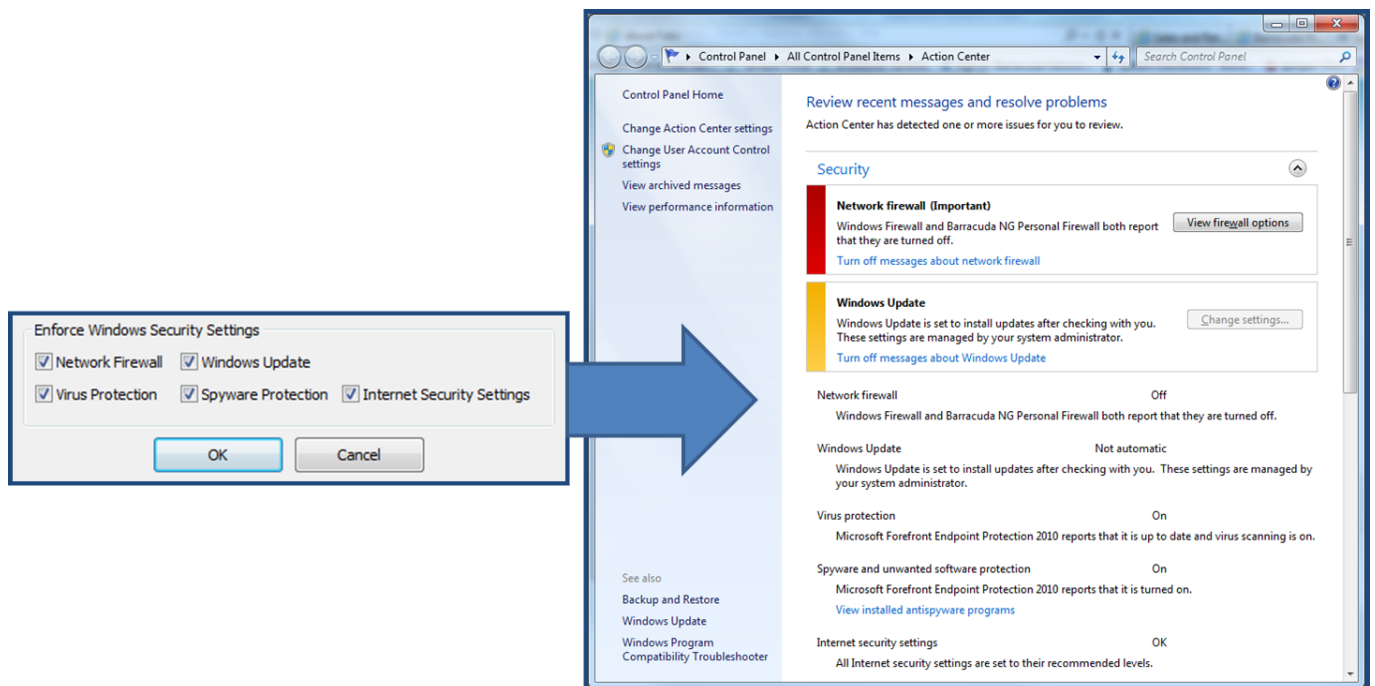 Enforce Windows Security Settings
Network Firewall Windows Update
Virus Protection Spyware Protection Internet Security Settings
OK Cancel
Control Panel All Control Panel Items Action Center Search Control Panel
Control Panel Home
Change Action Center settings
Change User Account Control
settings
View archived messages
View performance information
See also
Backup and Restore
Windows Update
Windows Program
Compatibility Troubleshooter
Review recent messages and resolve problems
Action Center has detected one or more issues for you to review.
Security
Network firewall (Important)
Windows Firewall and Barracuda NG Personal Firewall both report
that they are turned off.
View firewall options
Turn off messages about network firewall
Windows Update
Windows Update is set to install updates after checking with you.
These settings are managed by your system administrator.
Change settings...
Turn off messages about Windows Update
Network firewall Off
Windows Firewall and Barracuda NG Personal Firewall both report that they are turned off.
Windows Update Not automatic
Windows Update is set to install updates after checking with you. These settings are managed by
your system administrator.
Virus protection On
Microsoft Forefront Endpoint Protection 2010 reports that it is up to date and virus scanning is on.
Spyware and unwanted software protection On
Microsoft Forefront Endpoint Protection 2010 reports that it is turned on.
View installed antispyware programs
Internet security settings OK
All Internet security settings are set to their recommended levels.